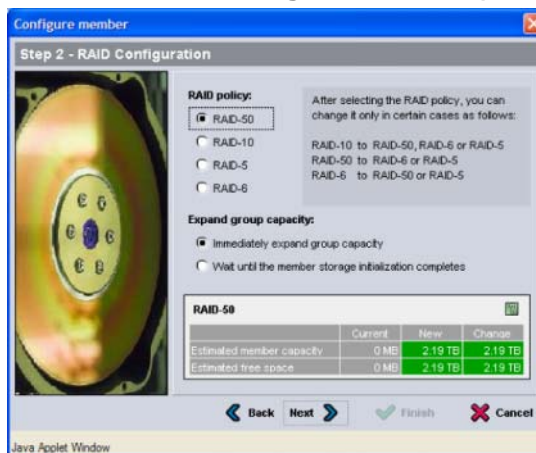 Configure member
Step 2 - RAID Configuration
RAID policy:
RAID-50
RAID-10
RAID-5
RAID-6
After selecting the RAID policy, you can
change it only in certain cases as follows:
RAID-10 to RAID-50, RAID-6 or RAID-5
RAID-50 to RAID-6 or RAID-5
RAID-6 to RAID-50 or RAID-5
Expand group capacity:
Immediately expand group capacity
Wait until the member storage initialization completes
RAID-50
Current New Change
Estimated member capacity 0 MB 2.19 TB 2.19 TB
Estimated free space 0 MB 2.19 TB 2.19 TB
Back Next Finish Cancel
Java Applet Window